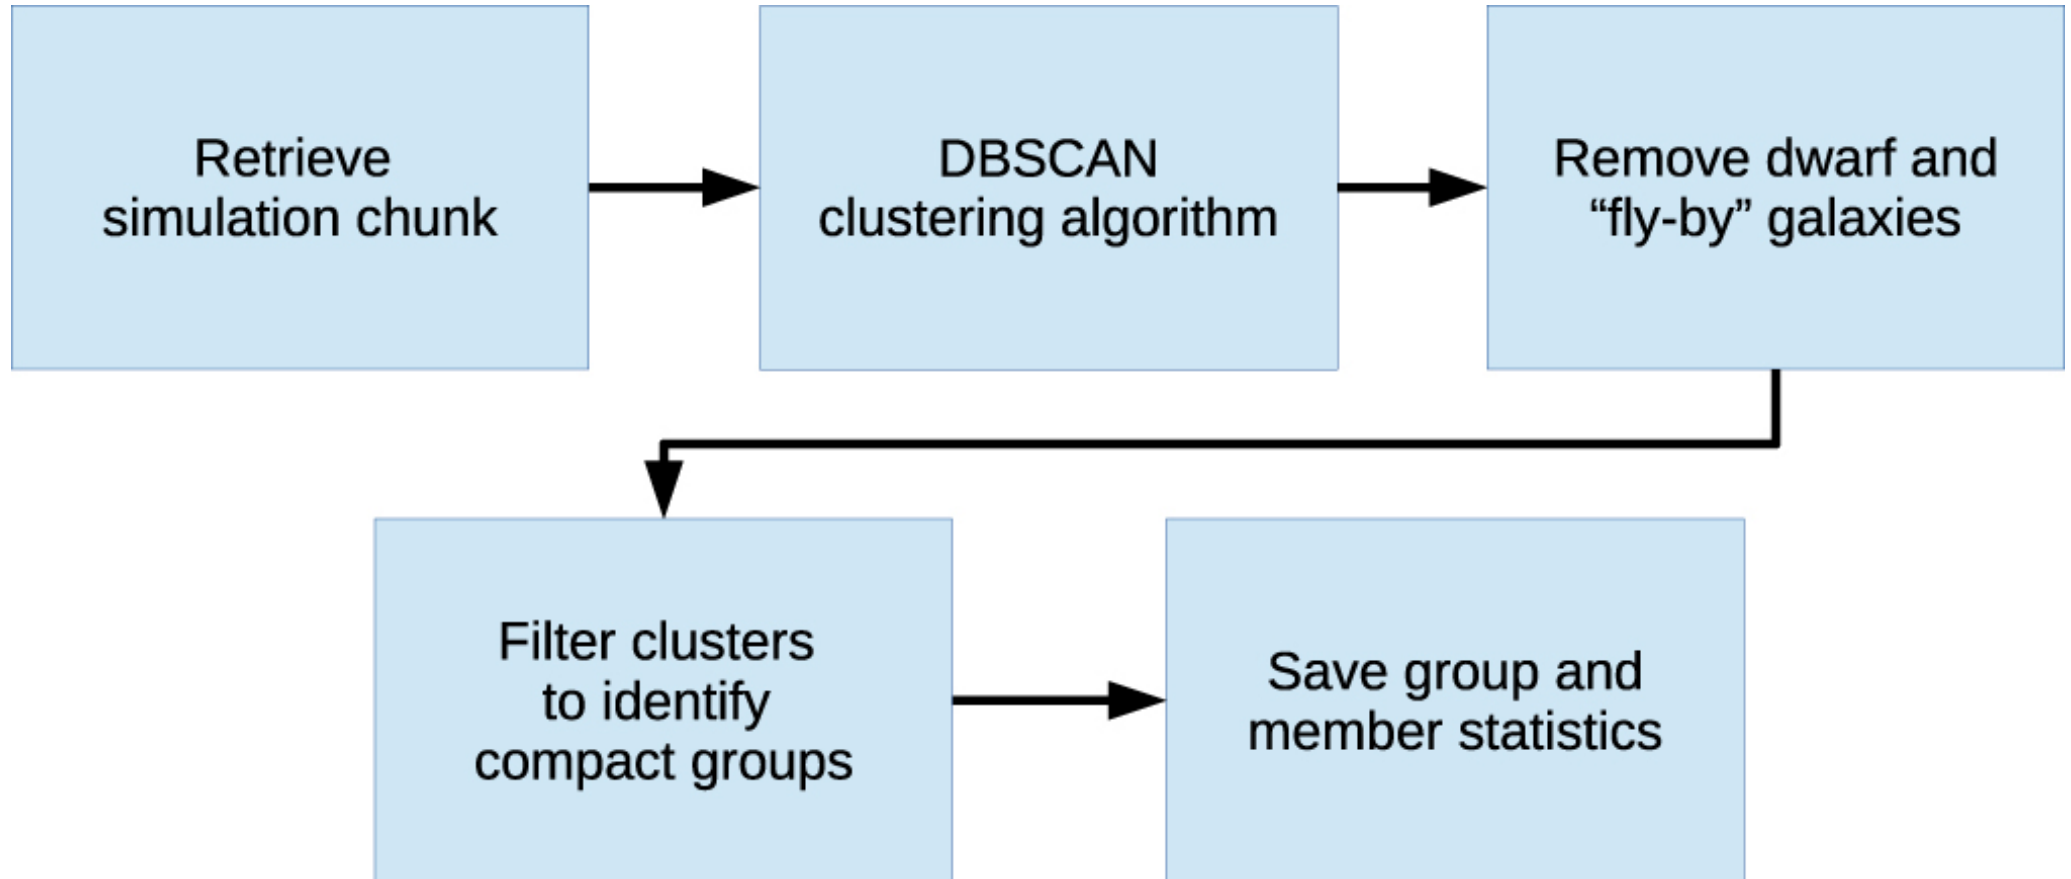 Retrieve
simulation chunk
DBSCAN
clustering algorithm
Remove dwarf and
“fly-by” galaxies
Filter clusters
to identify
compact groups
Save group and
member statistics